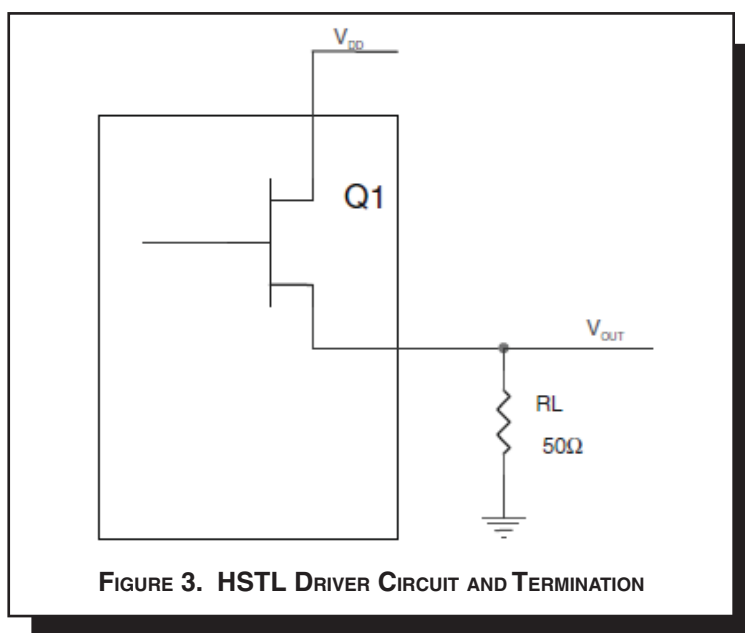 V_DD
Q1
V_OUT
RL
50Ω
FIGURE 3. HSTL DRIVER CIRCUIT AND TERMINATION